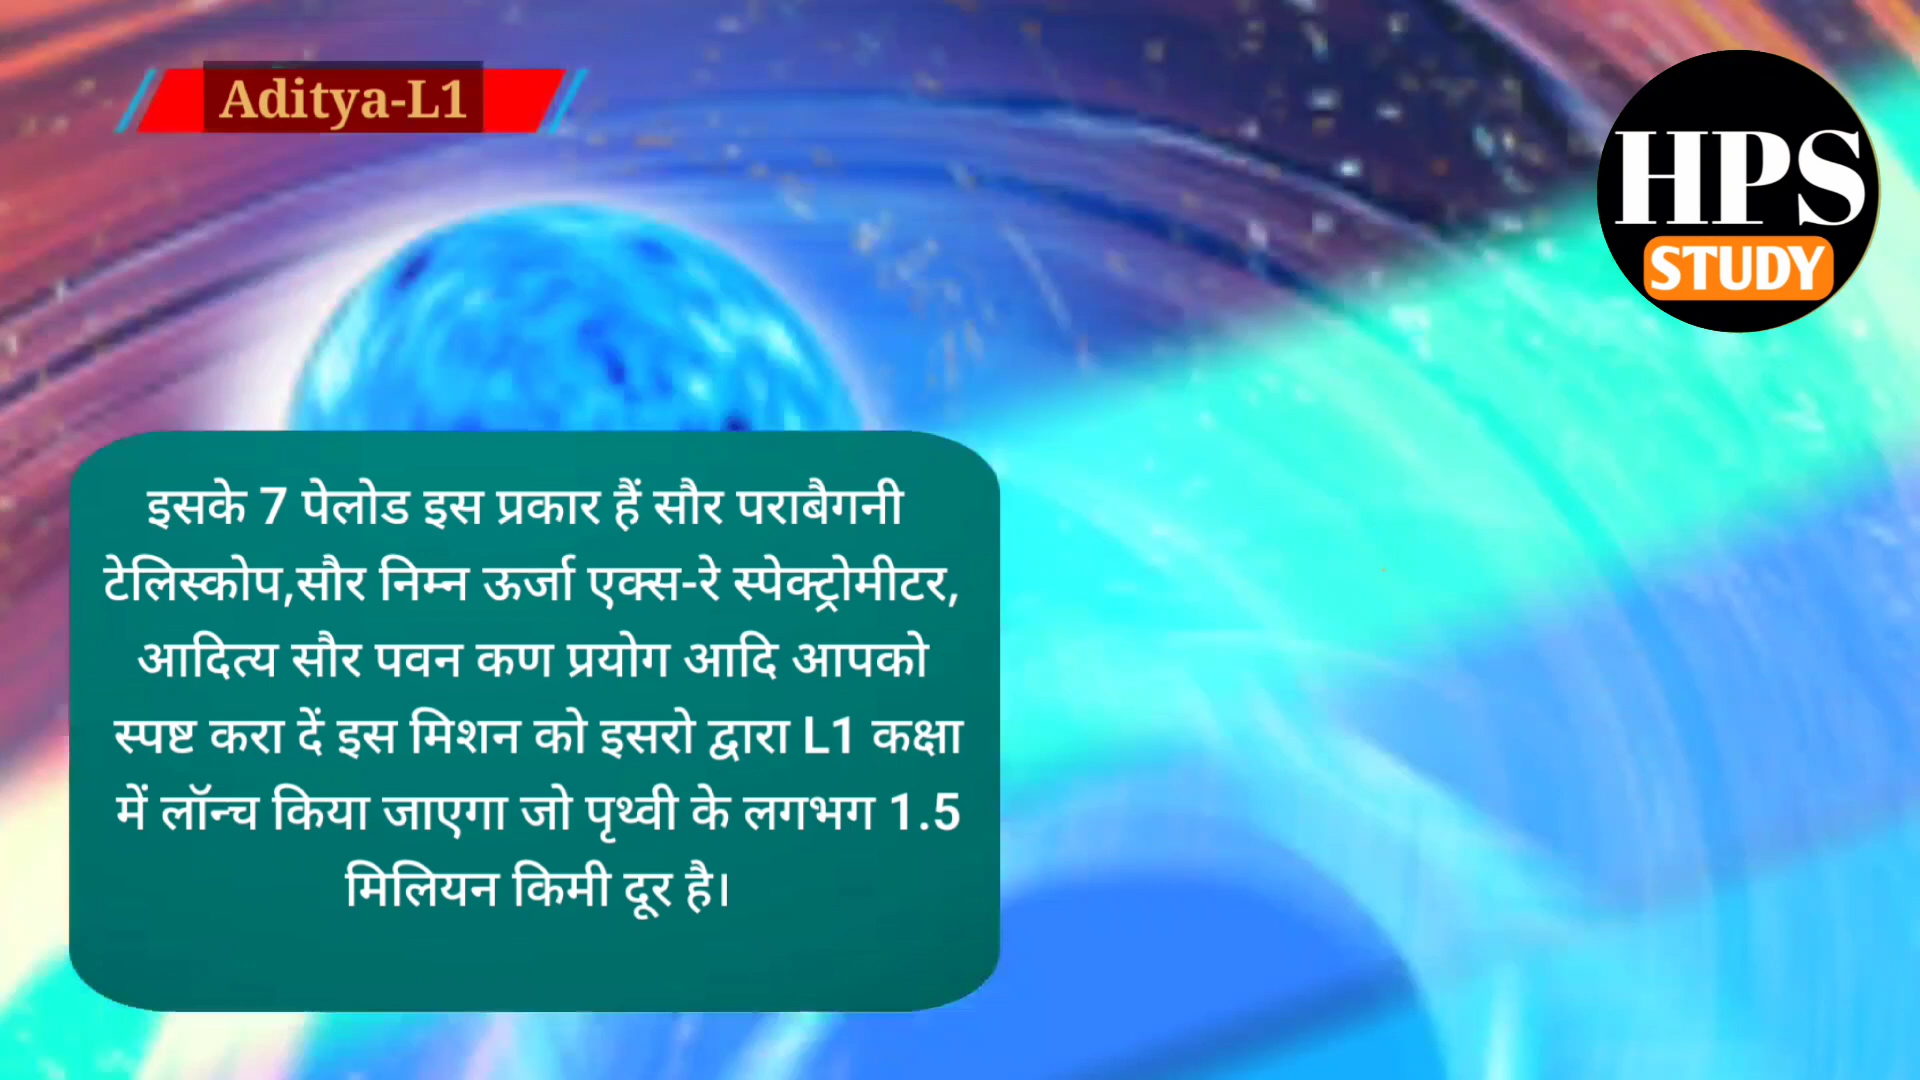 Aditya-L1
HPS
STUDY
इसके 7 पेलोड इस प्रकार हैं सौर पराबैगनी
टेलिस्कोप,सौर निम्न ऊर्जा एक्स-रे स्पेक्ट्रोमीटर,
आदित्य सौर पवन कण प्रयोग आदि आपको
स्पष्ट करा दें इस मिशन को इसरो द्वारा L1 कक्षा
में लॉन्च किया जाएगा जो पृथ्वी के लगभग 1.5
मिलियन किमी दूर है।